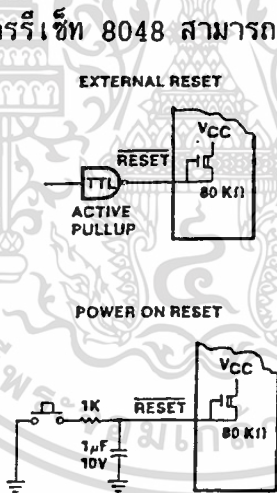 รรีเซ็ท 8048 สามารถ
EXTERNAL RESET
VCC
RESET
TTL
80 KΩ
ACTIVE
PULLUP
POWER ON RESET
VCC
1K
RESET
80 KΩ
1μF
10V